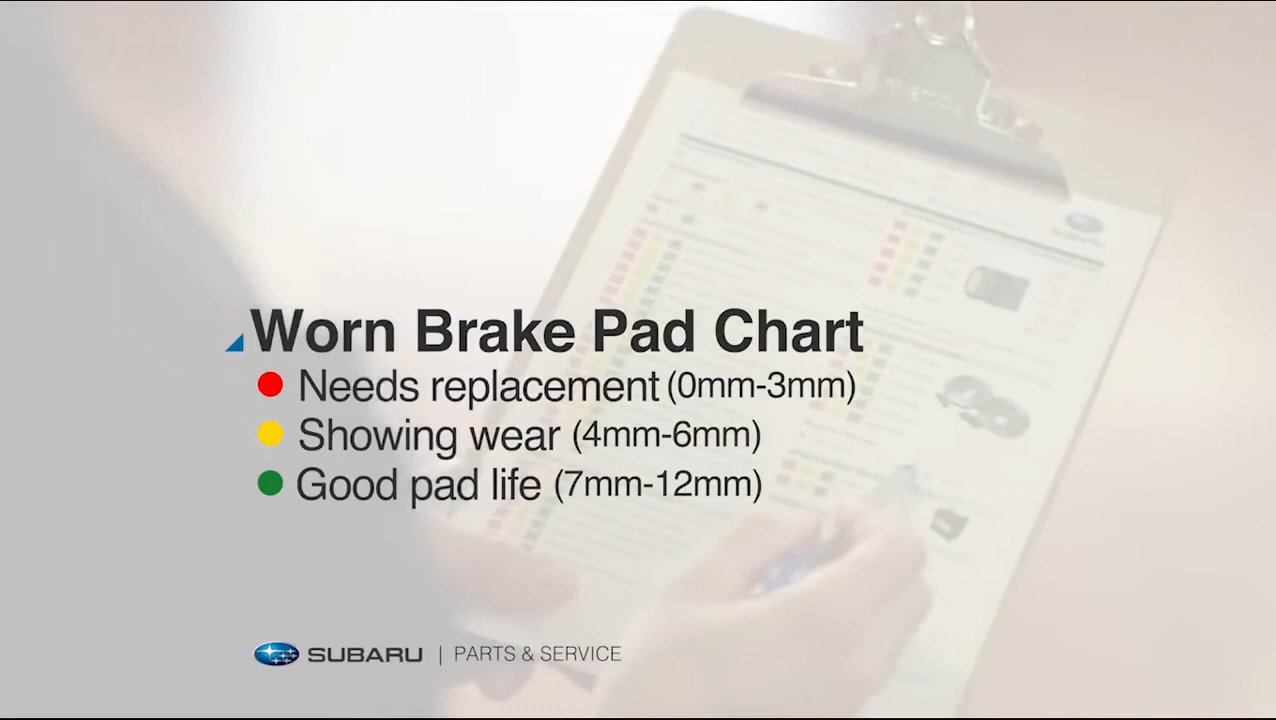 Worn Brake Pad Chart
Needs replacement (0mm-3mm)
Showing wear (4mm-6mm)
Good pad life (7mm-12mm)
SUBARU | PARTS & SERVICE